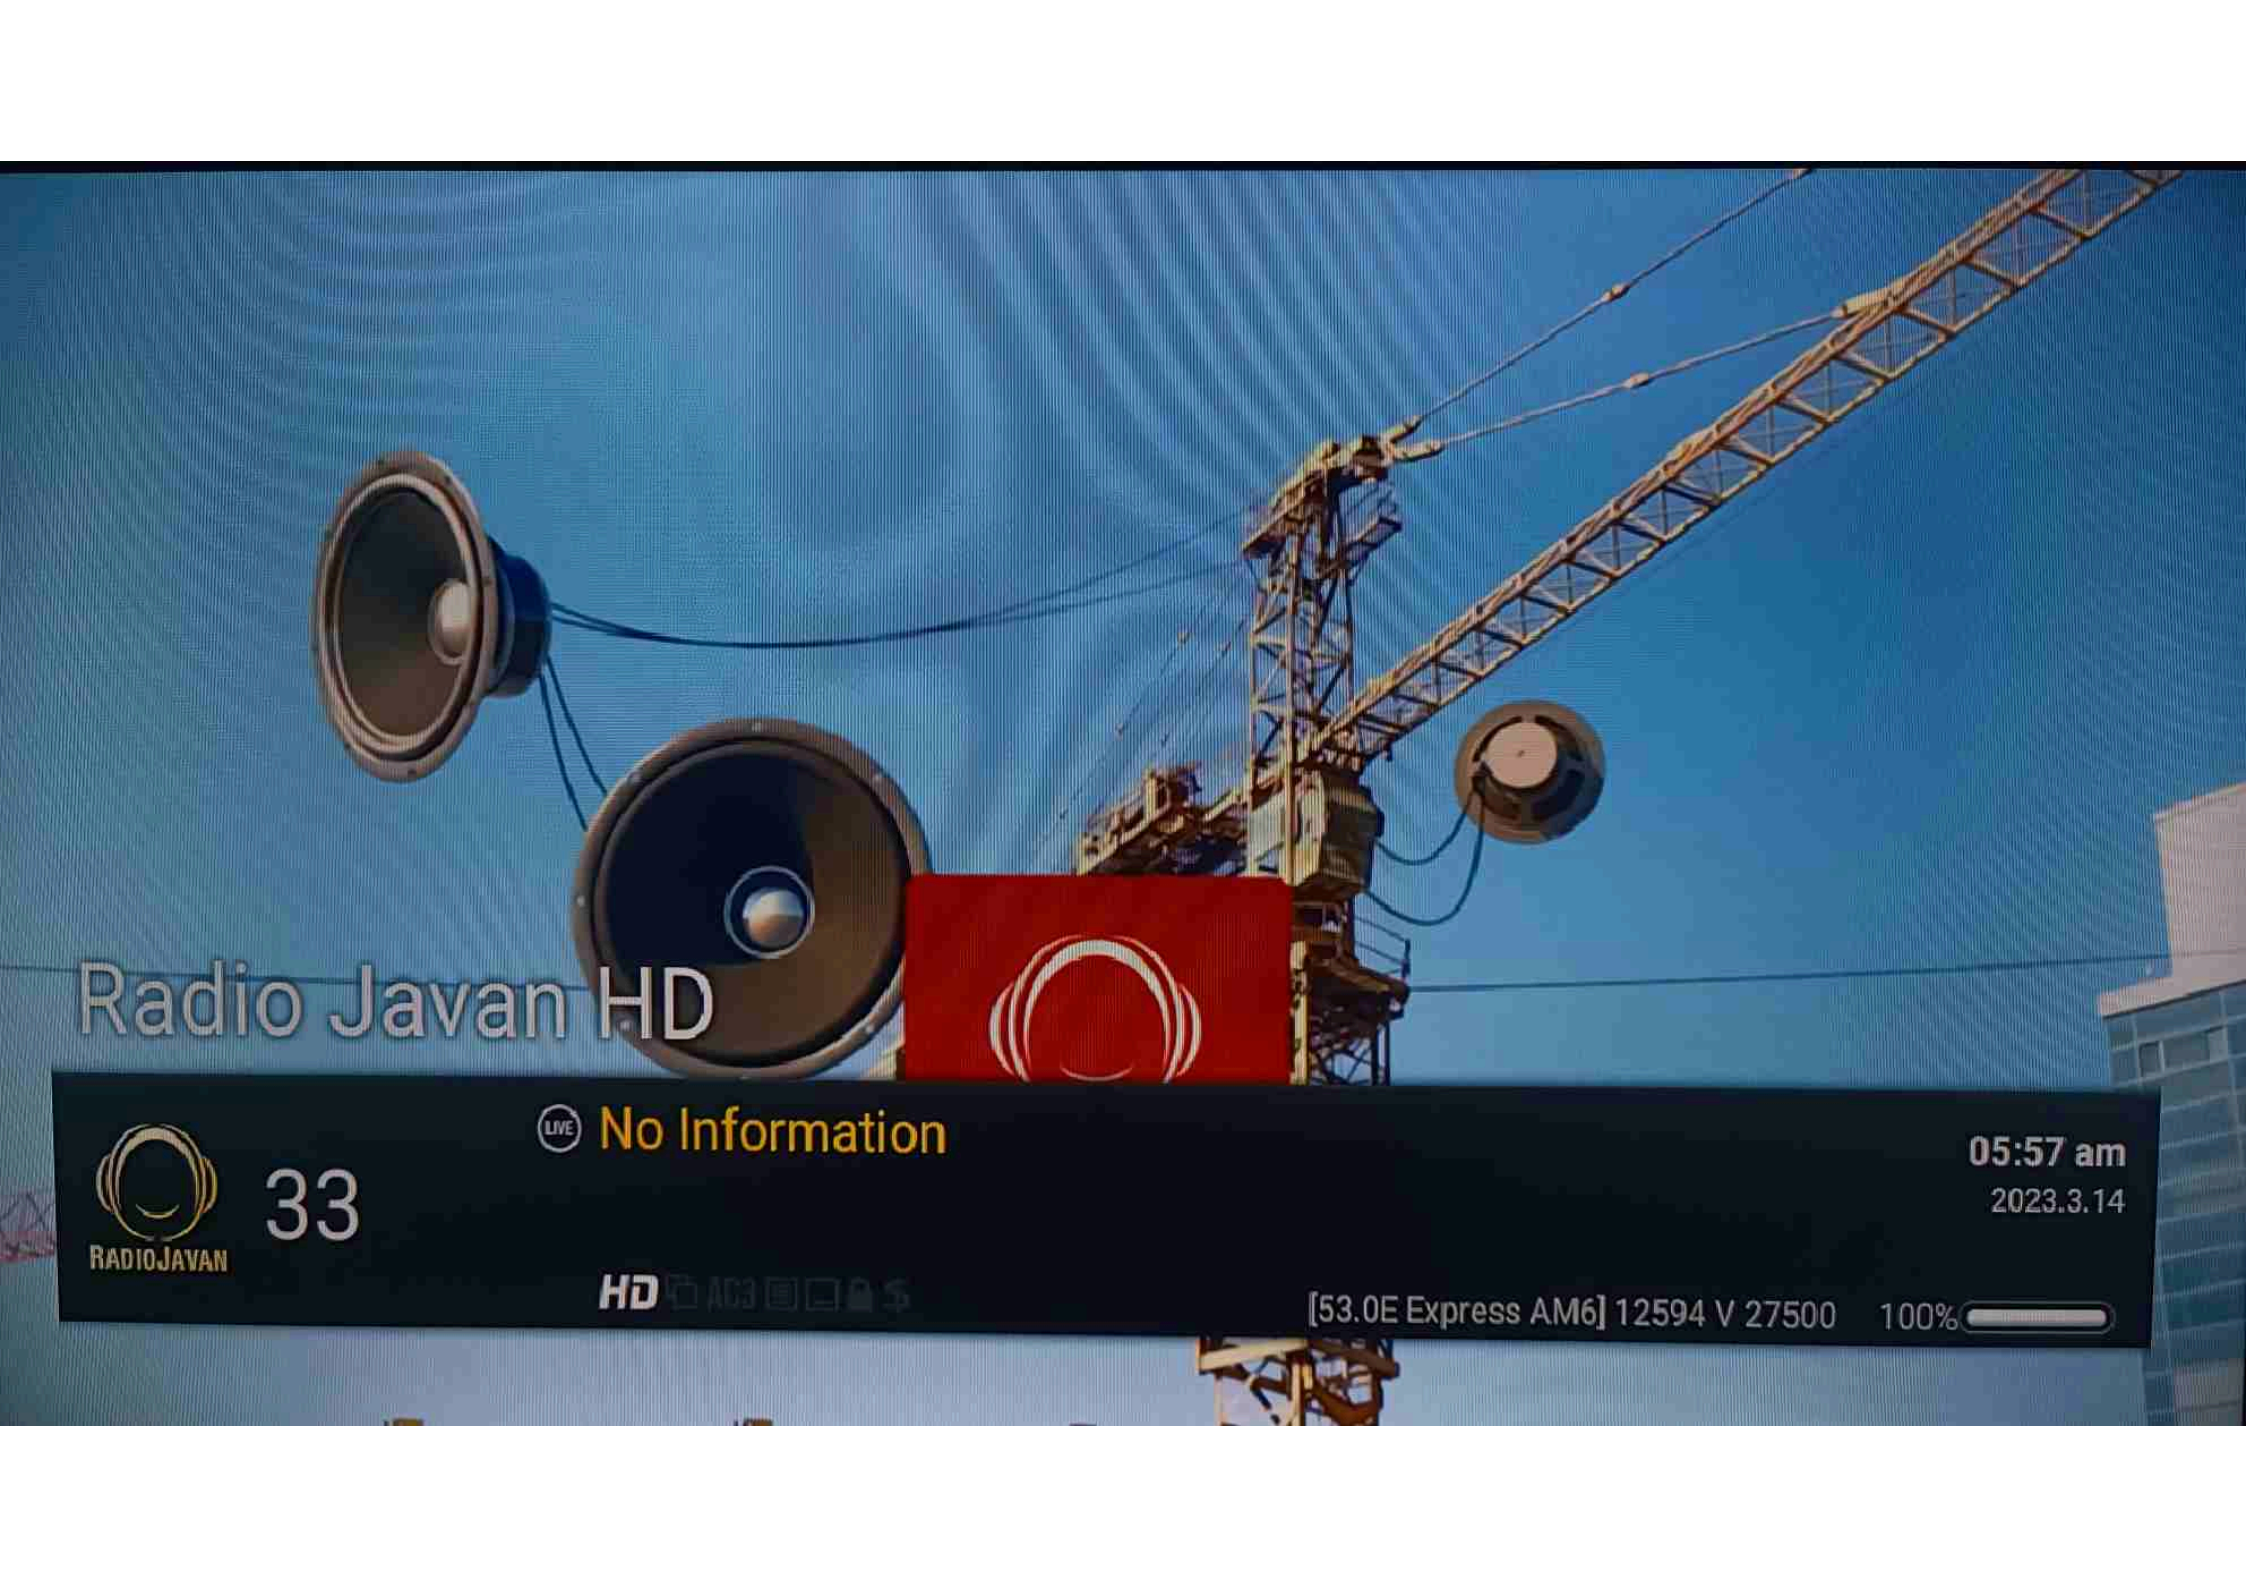 Radio Javan HD
LIVE No Information
RADIOJAVAN
33
05:57 am
2023.3.14
HD AC3 $
[53.0E Express AM6] 12594 V 27500 100%